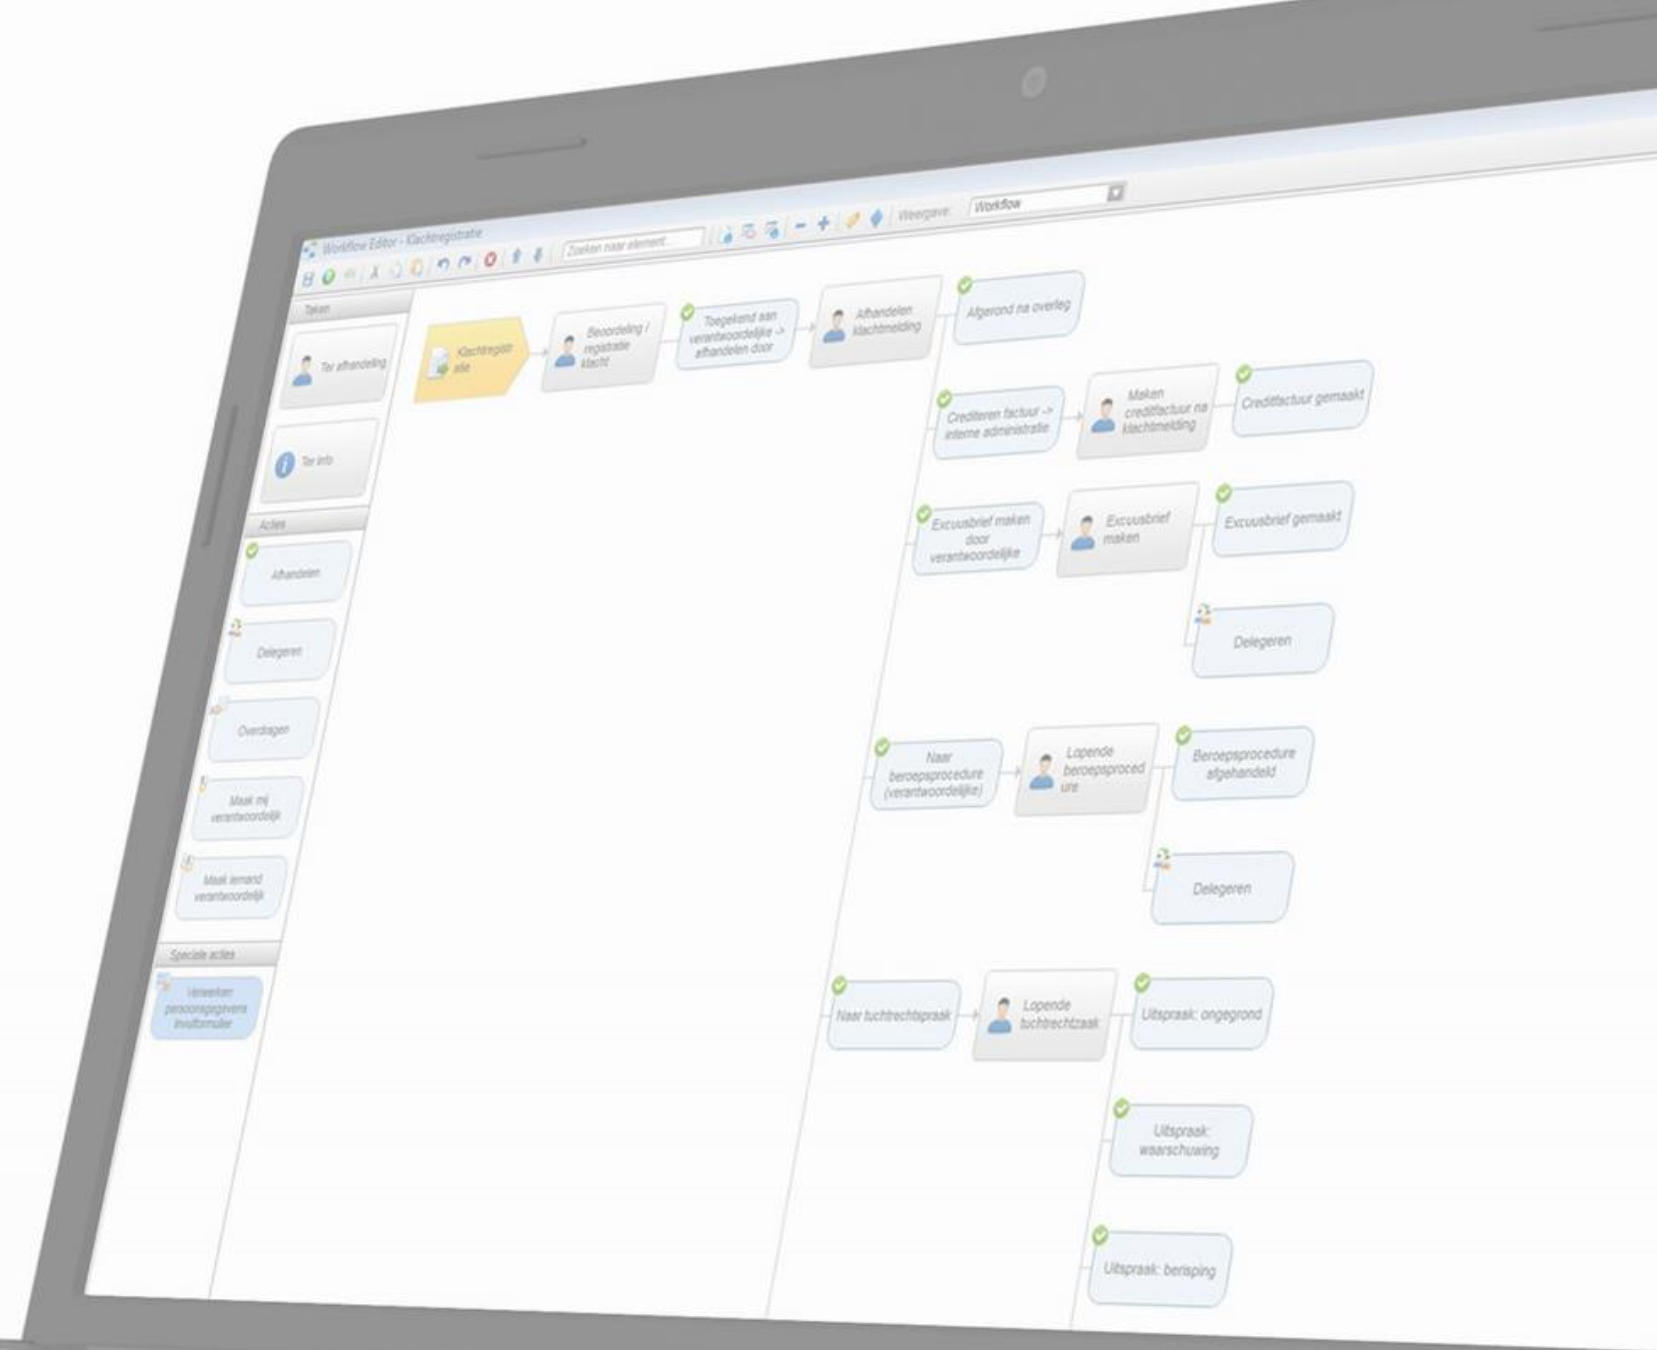 Workflow Editor - Klachtregistratie
Zoeken naar element...
Weergave:
Workflow
Taken
Ter afhandeling
Ter info
Acties
Afhandelen
Delegeren
Overdragen
Maak mij
verantwoordelijk
Maak iemand
verantwoordelijk
Speciale acties
Verwerken
persoonsgegevens
invulformulier
Klachtregistr
atie
Beoordeling /
registratie
klacht
Toegekend aan
verantwoordelijke ->
afhandelen door
Afhandelen
klachtmelding
Afgerond na overleg
Crediteren factuur ->
interne administratie
Maken
creditfactuur na
klachtmelding
Creditfactuur gemaakt
Excuusbrief maken
door
verantwoordelijke
Excuusbrief
maken
Excuusbrief gemaakt
Delegeren
Naar
beroepsprocedure
(verantwoordelijke)
Lopende
beroepsproced
ure
Beroepsprocedure
afgehandeld
Delegeren
Naar tuchtrechtspraak
Lopende
tuchtrechtzaak
Uitspraak: ongegrond
Uitspraak:
waarschuwing
Uitspraak: berisping